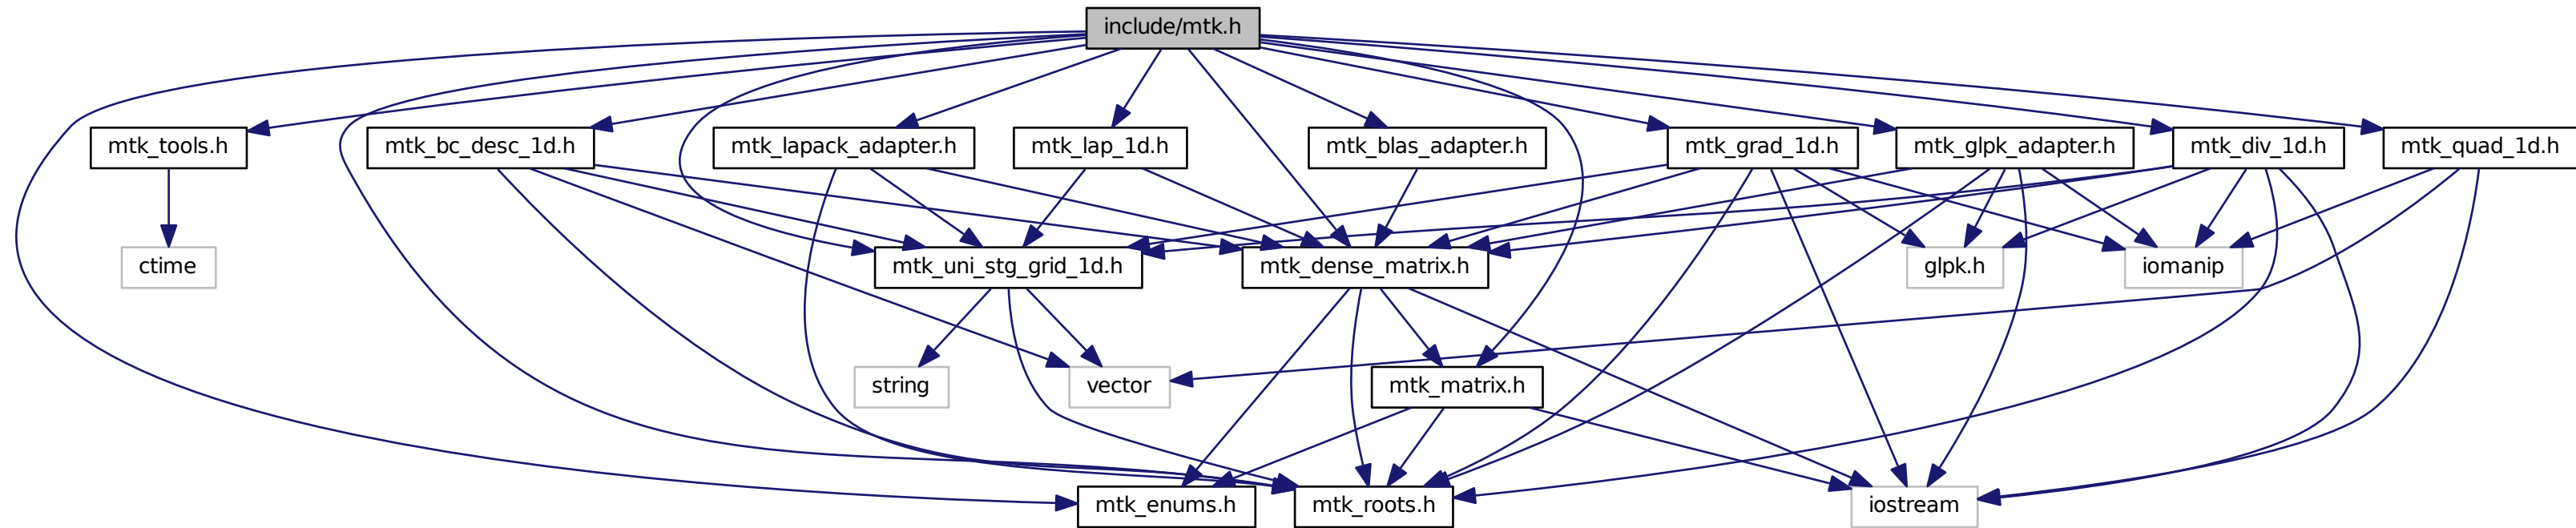 include/mtk.h
mtk_tools.h
mtk_bc_desc_1d.h
mtk_lapack_adapter.h
mtk_lap_1d.h
mtk_blas_adapter.h
mtk_grad_1d.h
mtk_glpk_adapter.h
mtk_div_1d.h
mtk_quad_1d.h
ctime
mtk_uni_stg_grid_1d.h
mtk_dense_matrix.h
glpk.h
iomanip
string
vector
mtk_matrix.h
mtk_enums.h
mtk_roots.h
iostream